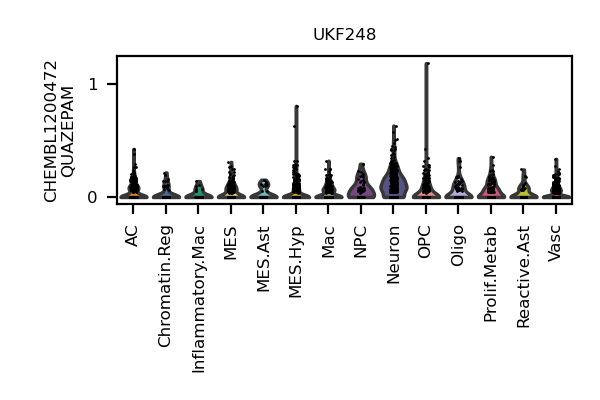 UKF248
CHEMBL1200472
QUAZEPAM
1
0
AC
Chromatin.Reg
Inflammatory.Mac
MES
MES.Ast
MES.Hyp
Mac
NPC
Neuron
OPC
Oligo
Prolif.Metab
Reactive.Ast
Vasc